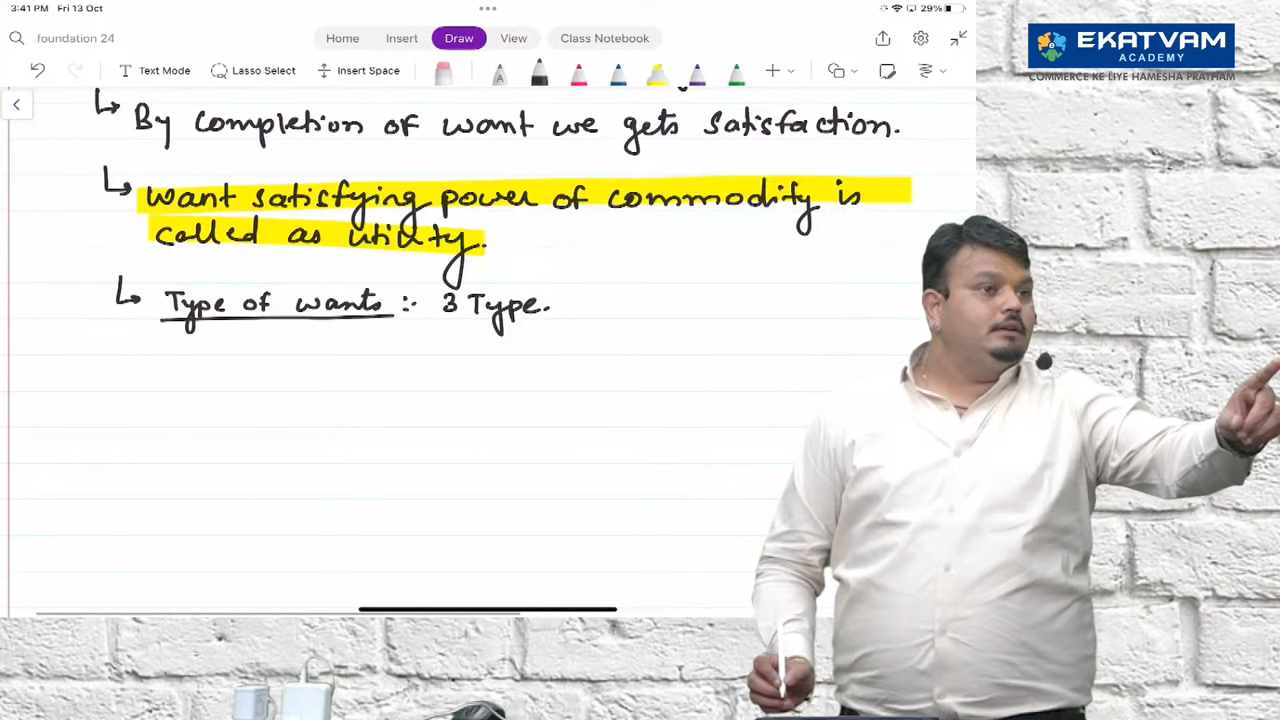 3:41 PM Fri 13 Oct
29%
foundation 24
Home Insert Draw View Class Notebook
Text Mode Lasso Select Insert Space
EKATVAM
ACADEMY
COMMERCE KE LIYE HAMESHA PRATHAM
By completion of want we gets satisfaction.
want satisfying power of commodity is
called as utility.
Type of wants :- 3 Type.